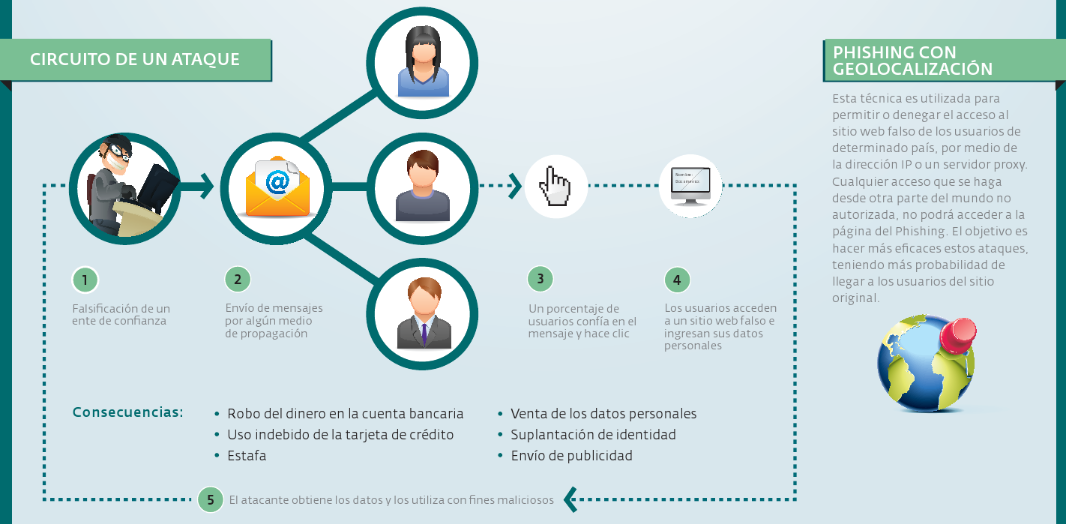 CIRCUITO DE UN ATAQUE
@
1
Falsificación de un
ente de confianza
2
Envío de mensajes
por algún medio
de propagación
3
Un porcentaje de
usuarios confía en el
mensaje y hace clic
4
Los usuarios acceden
a un sitio web falso e
ingresan sus datos
personales
Consecuencias:
• Robo del dinero en la cuenta bancaria
• Uso indebido de la tarjeta de crédito
• Estafa
• Venta de los datos personales
• Suplantación de identidad
• Envío de publicidad
5 El atacante obtiene los datos y los utiliza con fines maliciosos
PHISHING CON
GEOLOCALIZACIÓN
Esta técnica es utilizada para
permitir o denegar el acceso al
sitio web falso de los usuarios de
determinado país, por medio de
la dirección IP o un servidor proxy.
Cualquier acceso que se haga
desde otra parte del mundo no
autorizada, no podrá acceder a la
página del Phishing. El objetivo es
hacer más eficaces estos ataques,
teniendo más probabilidad de
llegar a los usuarios del sitio
original.